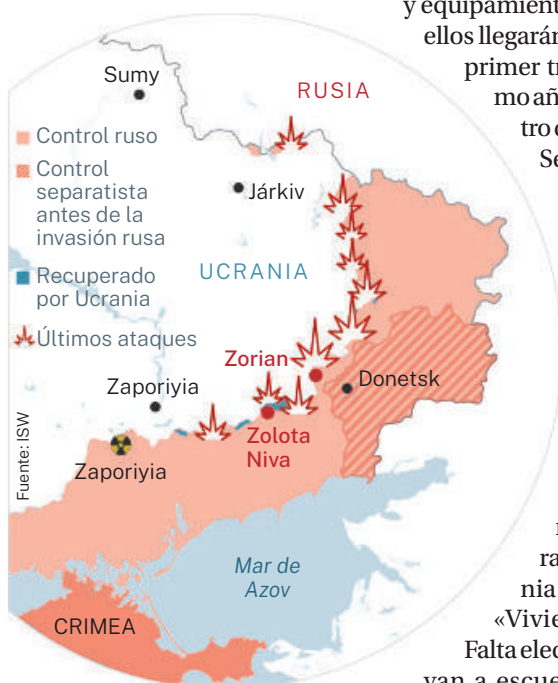 y equipamient
ellos llegarán
primer tr
mo añ
tro d
Se
Sumy
RUSIA
Control ruso
Control
separatista
antes de la
invasión rusa
Járkiv
UCRANIA
Recuperado
por Ucrania
Últimos ataques
Zorian
Donetsk
Zaporiyia
Zolota
Niva
Zaporiyia
Fuente: ISW
Mar de
Azov
CRIMEA
ra
nia
«Vivie
Falta elec
van a escue